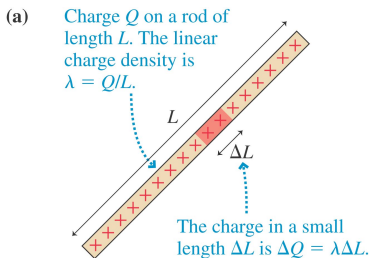 (a)
Charge Q on a rod of
length L. The linear
charge density is
λ = Q/L.
L
ΔL
The charge in a small
length ΔL is ΔQ = λΔL.